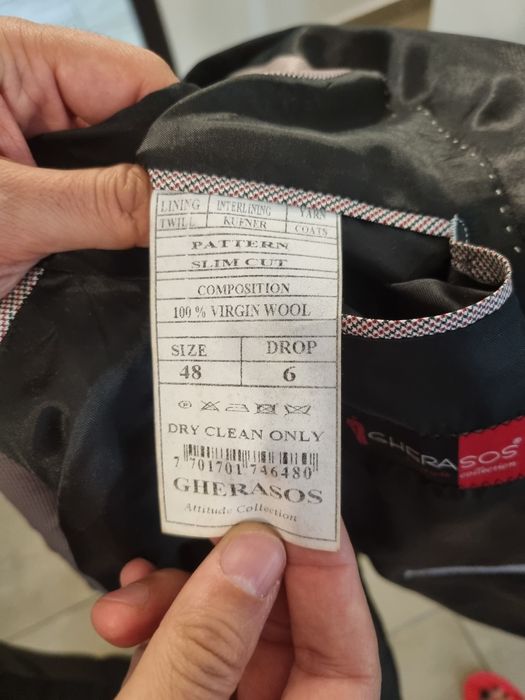 LINING INTERLINING YARN
TWILL KUFNER COATS
PATTERN
SLIM CUT
COMPOSITION
100 % VIRGIN WOOL
SIZE DROP
48 6
DRY CLEAN ONLY
7 701701 746480
GHERASOS
Attitude Collection
GHERASOS
collection